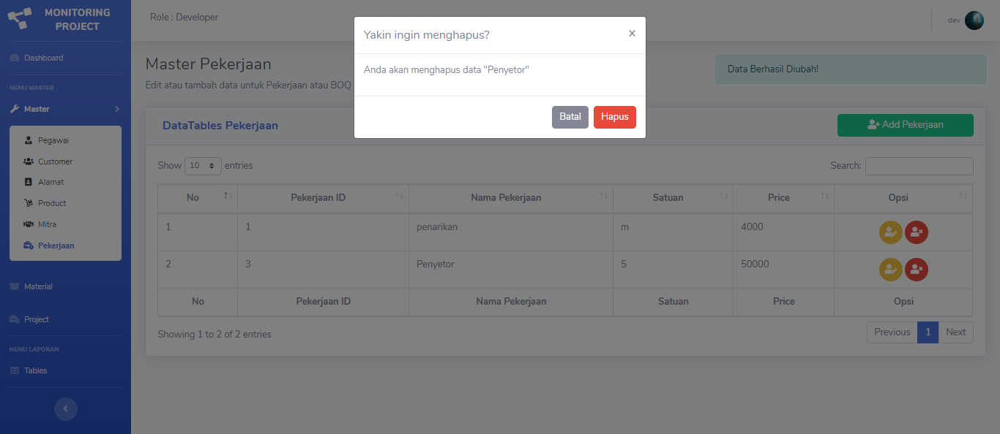 MONITORING
PROJECT
Dashboard
MENU MASTER
Master
Pegawai
Customer
Alamat
Product
Mitra
Pekerjaan
Material
Project
MENU LAPORAN
Tables
Role : Developer
dev
Yakin ingin menghapus? ×
Anda akan menghapus data "Penyetor"
Batal Hapus
Master Pekerjaan
Edit atau tambah data untuk Pekerjaan atau BOQ
Data Berhasil Diubah!
DataTables Pekerjaan
Add Pekerjaan
Show 10 entries
Search:
No Pekerjaan ID Nama Pekerjaan Satuan Price Opsi
1 1 penarikan m 4000
2 3 Penyetor 5 50000
No Pekerjaan ID Nama Pekerjaan Satuan Price Opsi
Showing 1 to 2 of 2 entries
Previous 1 Next